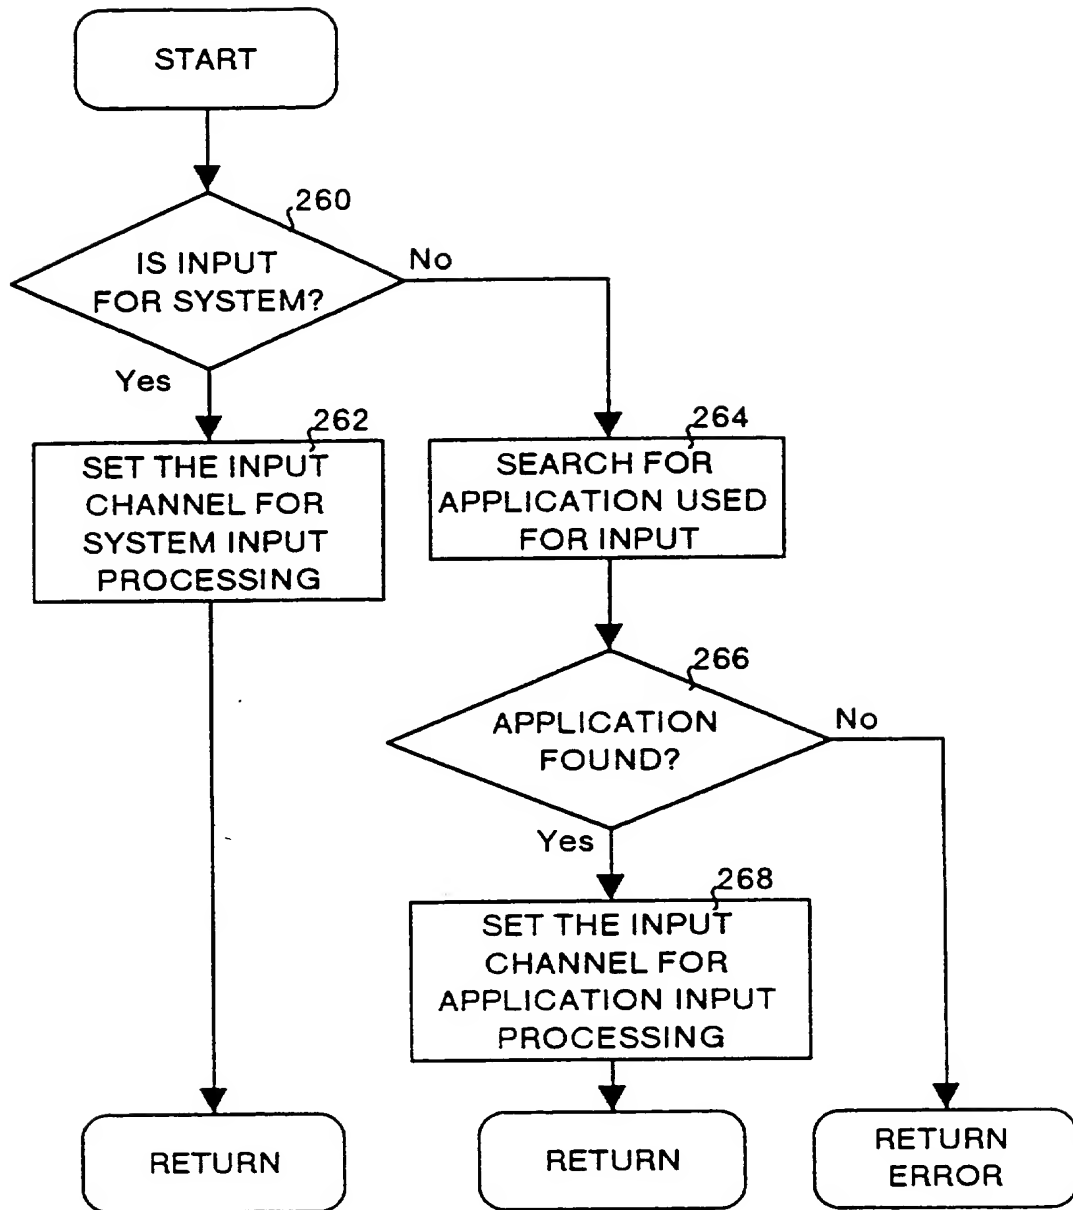 START
260
IS INPUT
FOR SYSTEM?
No
Yes
262
SET THE INPUT
CHANNEL FOR
SYSTEM INPUT
PROCESSING
264
SEARCH FOR
APPLICATION USED
FOR INPUT
266
APPLICATION
FOUND?
No
Yes
268
SET THE INPUT
CHANNEL FOR
APPLICATION INPUT
PROCESSING
RETURN
RETURN
RETURN
ERROR